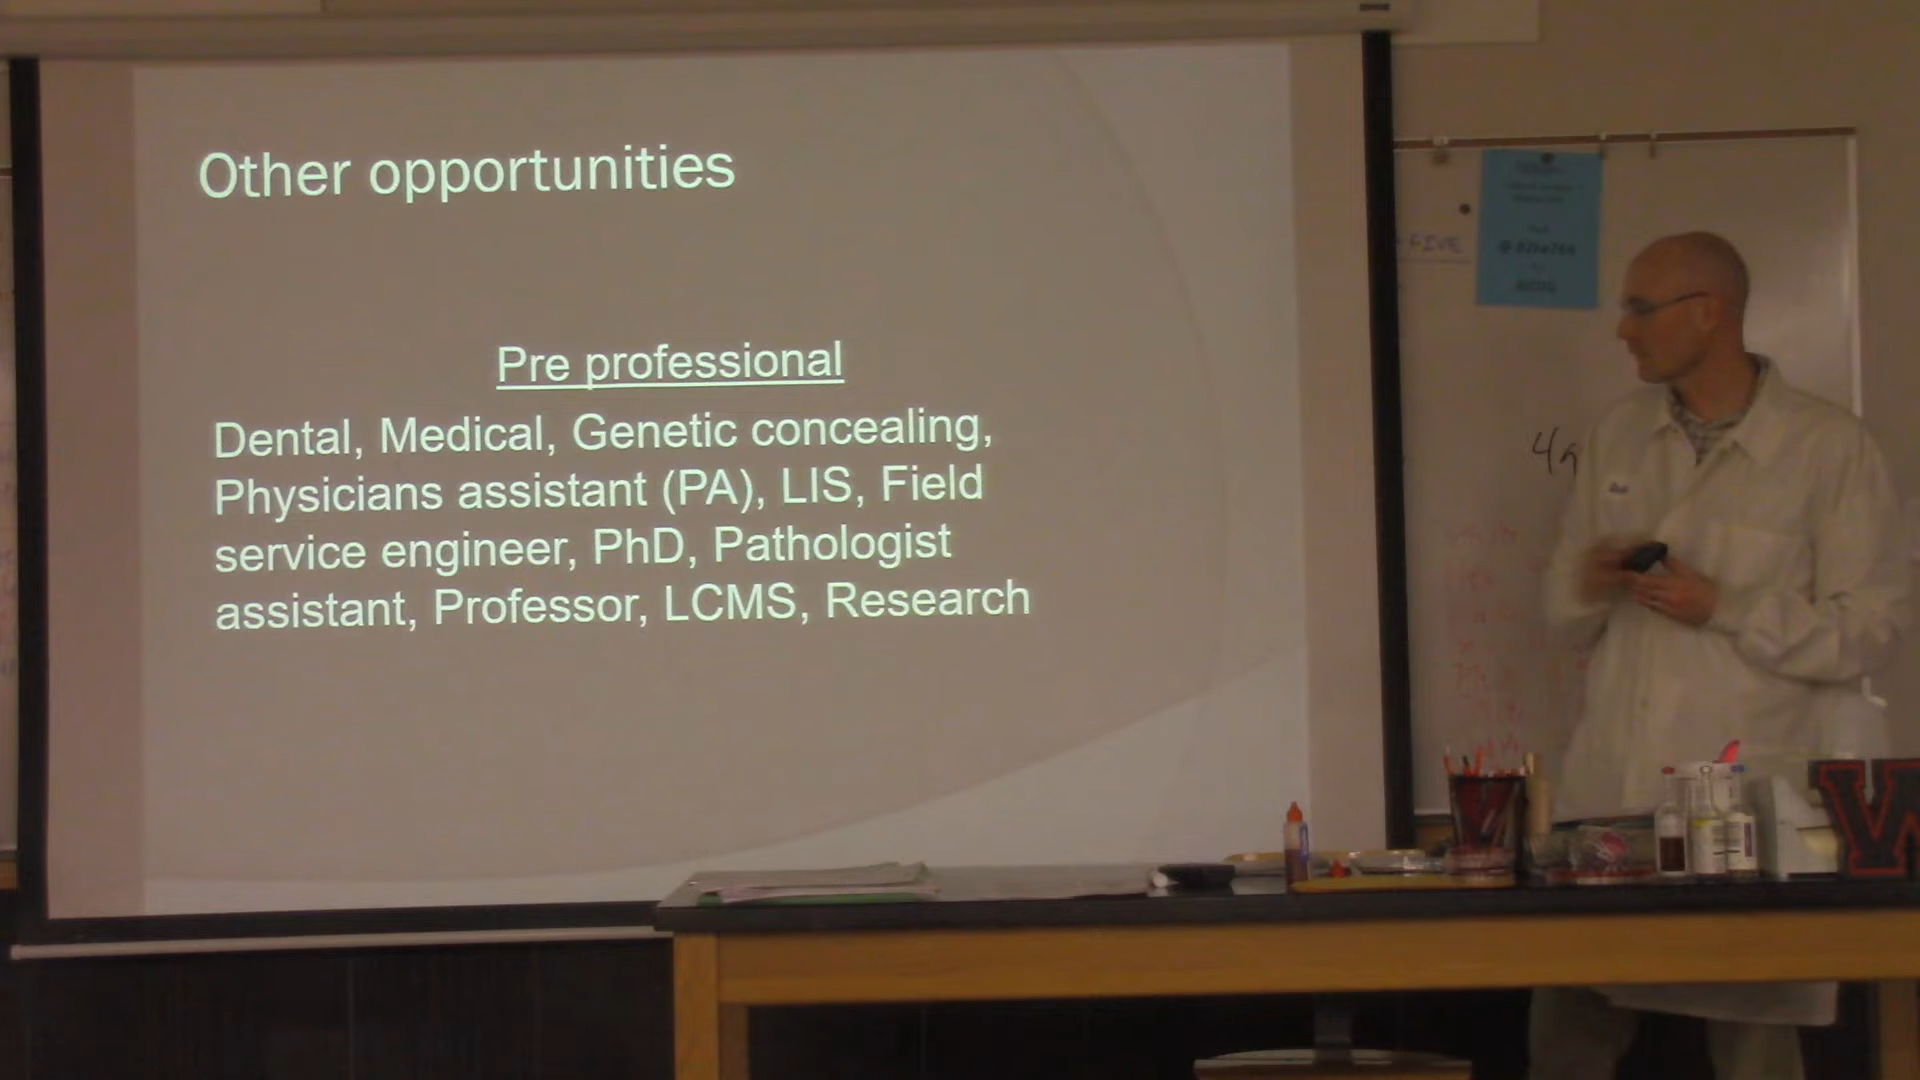 Other opportunities
Pre professional
Dental, Medical, Genetic concealing,
Physicians assistant (PA), LIS, Field
service engineer, PhD, Pathologist
assistant, Professor, LCMS, Research
FIVE
W